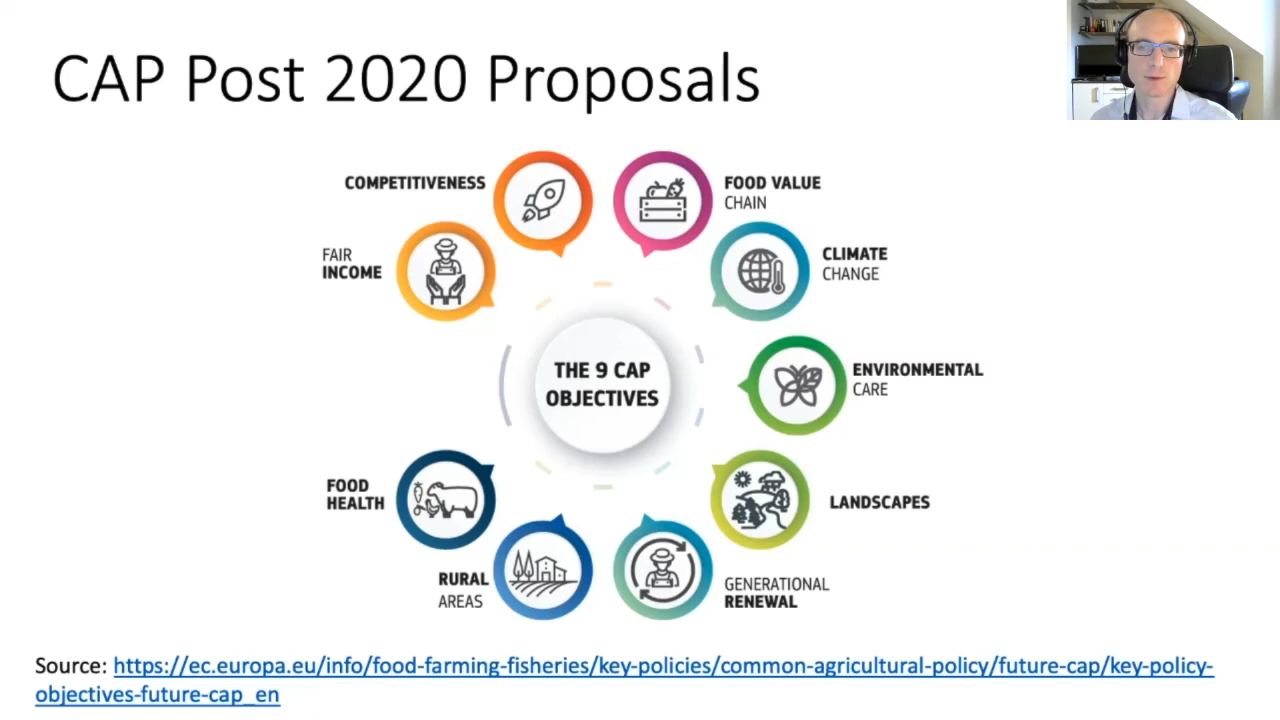 CAP Post 2020 Proposals
COMPETITIVENESS
FOOD VALUE
CHAIN
FAIR
INCOME
CLIMATE
CHANGE
THE 9 CAP
OBJECTIVES
ENVIRONMENTAL
CARE
FOOD
HEALTH
LANDSCAPES
RURAL
AREAS
GENERATIONAL
RENEWAL
Source: https://ec.europa.eu/info/food-farming-fisheries/key-policies/common-agricultural-policy/future-cap/key-policy-
objectives-future-cap_en